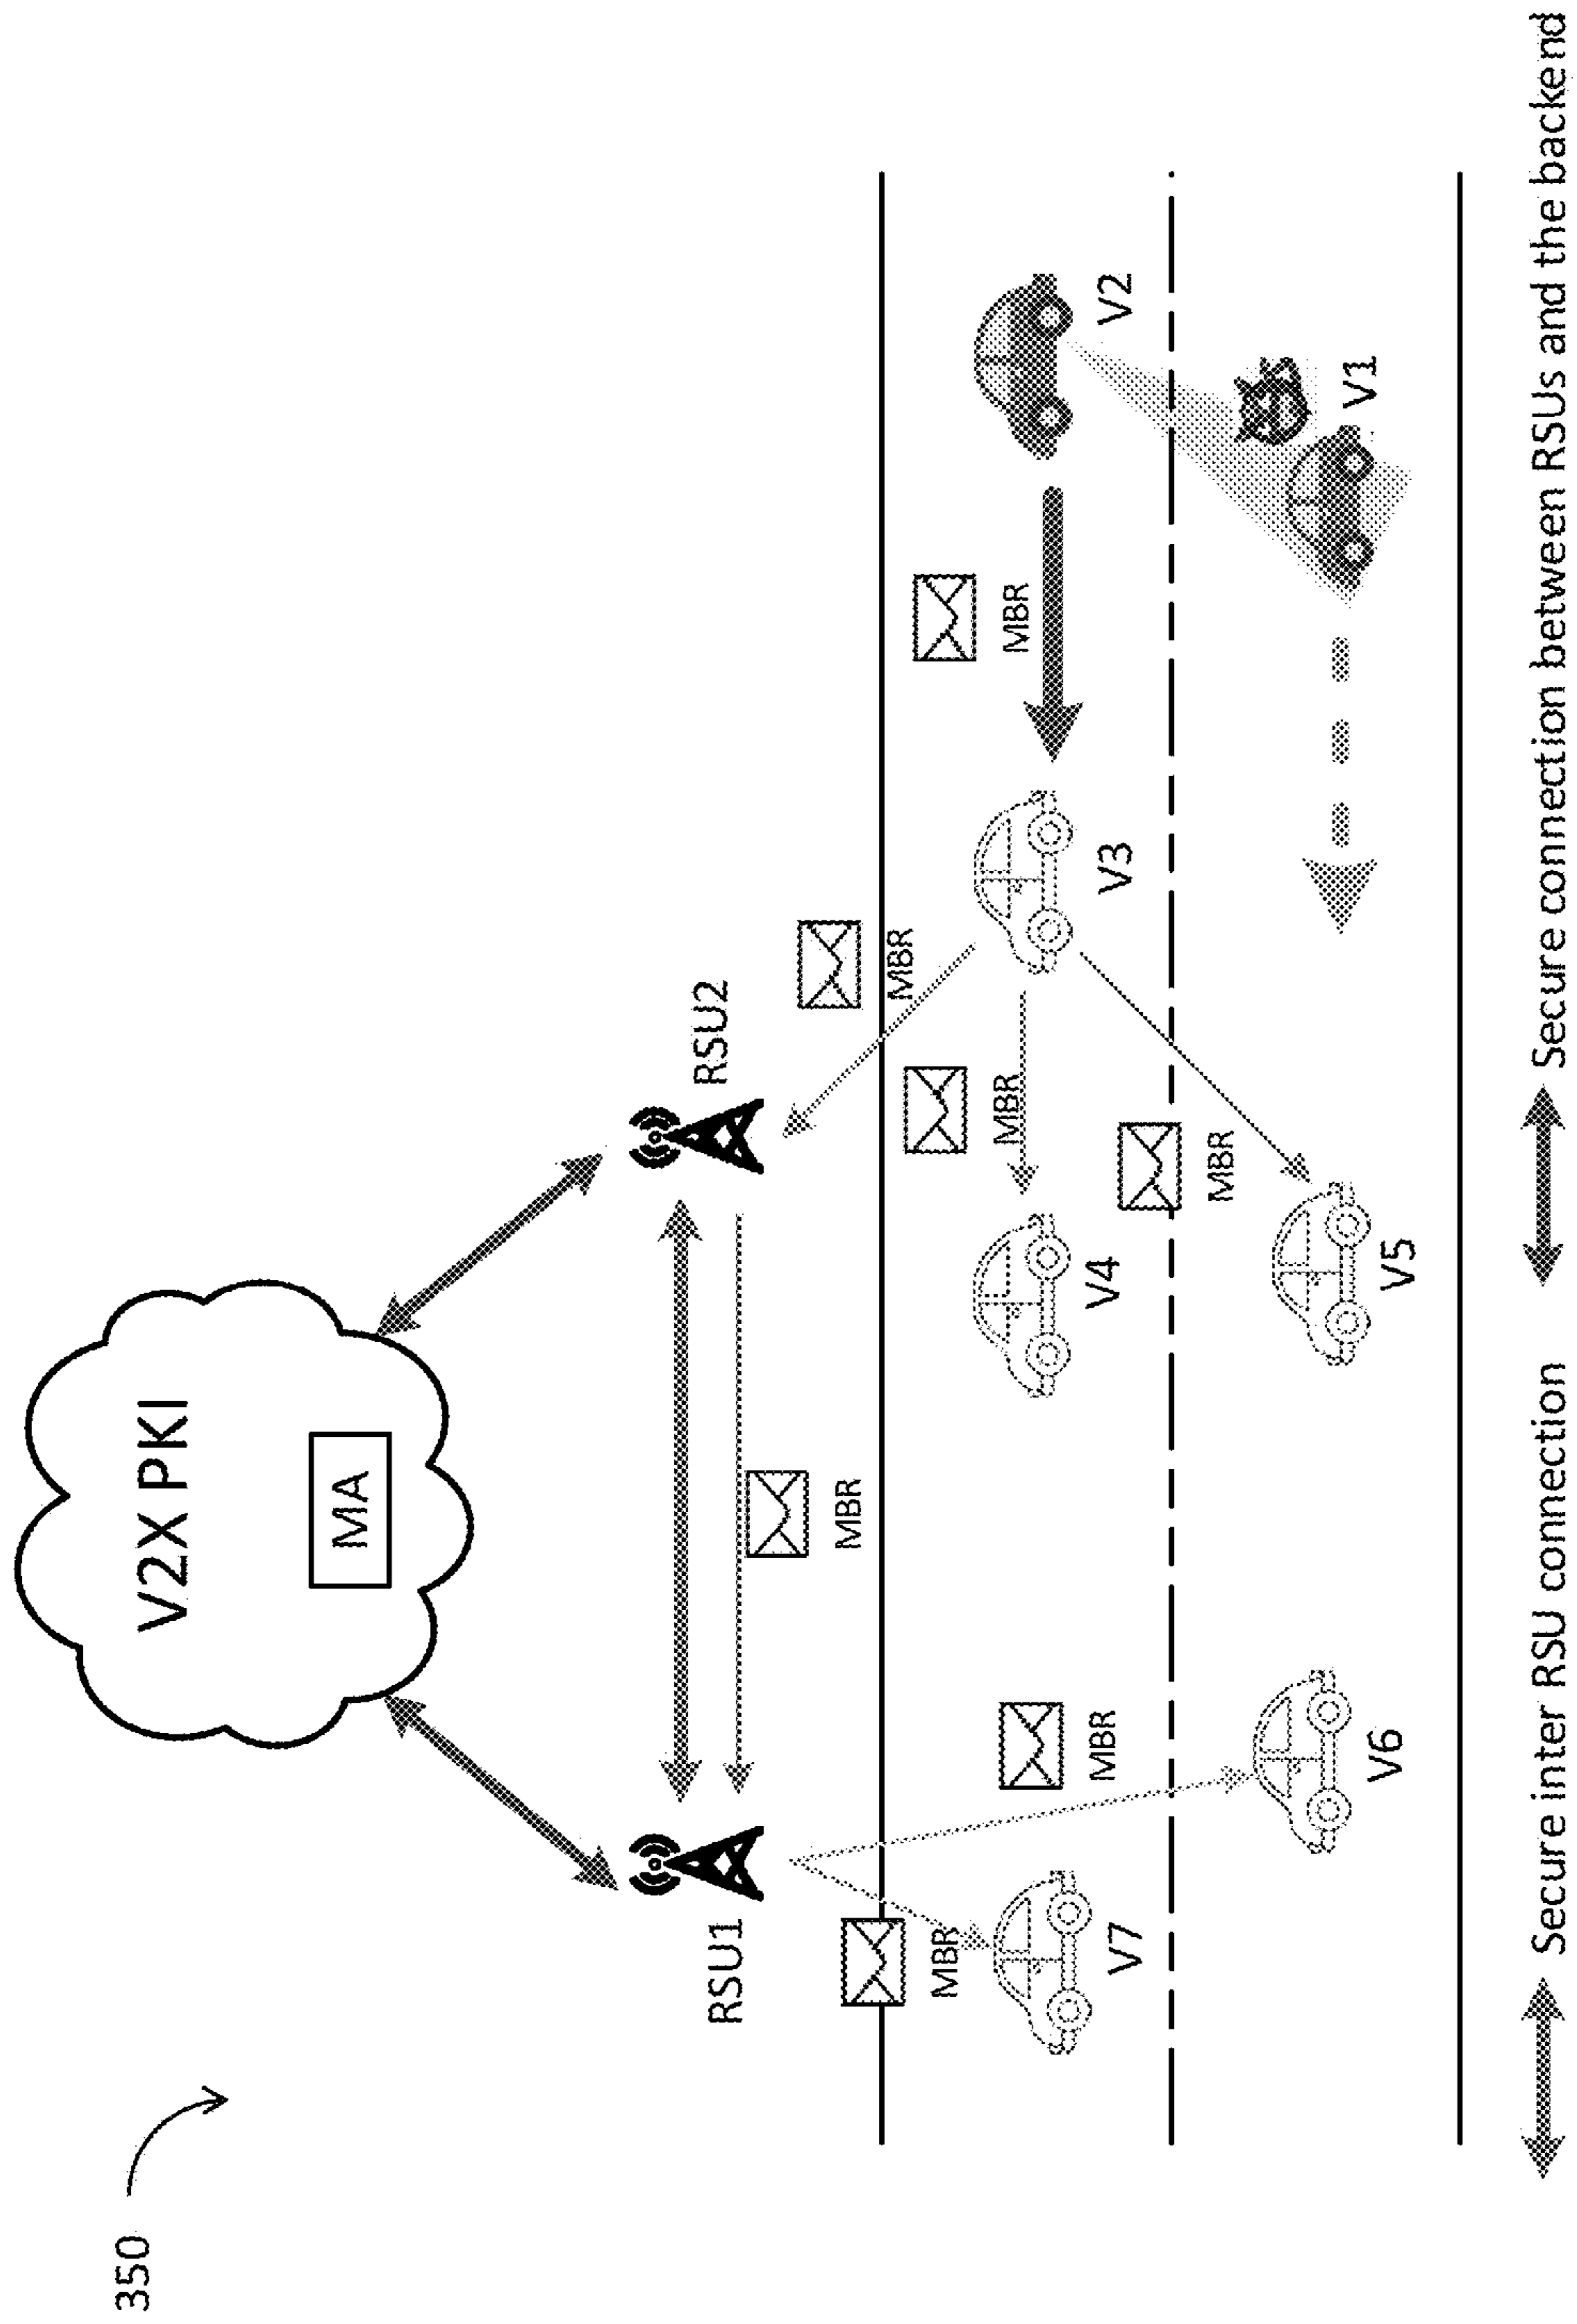 350
V2X PKI
MA
RSU1
RSU2
MBR
MBR
MBR
MBR
MBR
MBR
MBR
V7
V4
V3
V2
V6
V5
V1
Secure inter RSU connection
Secure connection between RSUs and the backend